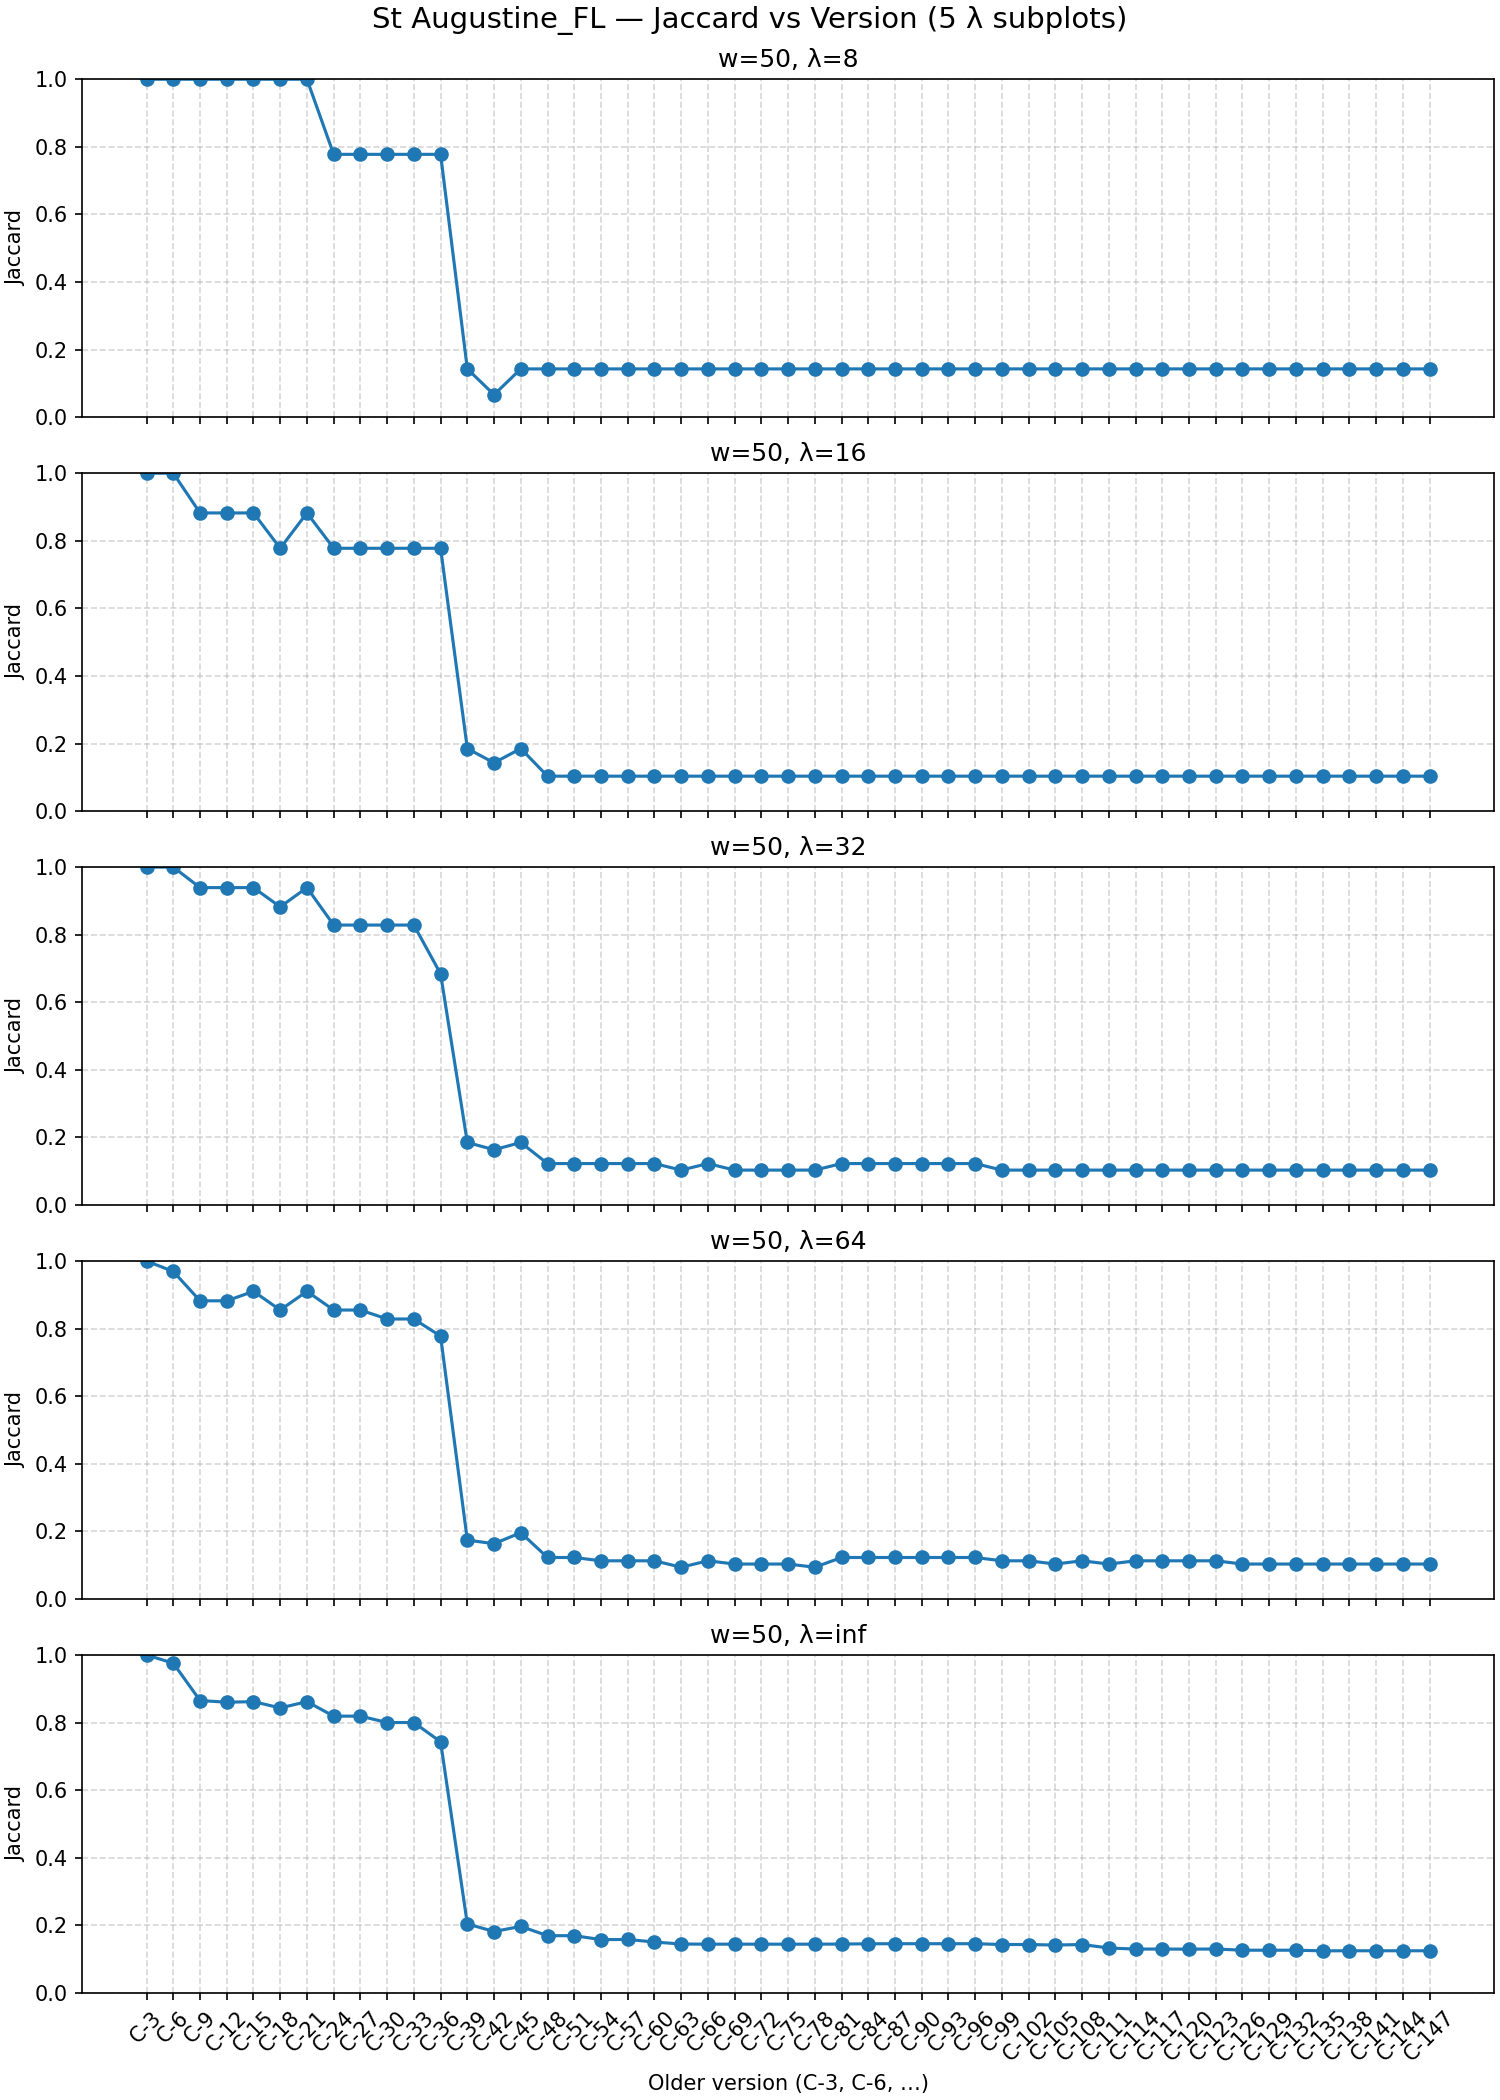 St Augustine_FL — Jaccard vs Version (5 λ subplots)
w=50, λ=8
1.0
0.8
0.6
0.4
0.2
0.0
Jaccard
w=50, λ=16
1.0
0.8
0.6
0.4
0.2
0.0
Jaccard
w=50, λ=32
1.0
0.8
0.6
0.4
0.2
0.0
Jaccard
w=50, λ=64
1.0
0.8
0.6
0.4
0.2
0.0
Jaccard
w=50, λ=inf
1.0
0.8
0.6
0.4
0.2
0.0
Jaccard
C-3 C-6 C-9 C-12 C-15 C-18 C-21 C-24 C-27 C-30 C-33 C-36 C-39 C-42 C-45 C-48 C-51 C-54 C-57 C-60 C-63 C-66 C-69 C-72 C-75 C-78 C-81 C-84 C-87 C-90 C-93 C-96 C-99 C-102 C-105 C-108 C-111 C-114 C-117 C-120 C-123 C-126 C-129 C-132 C-135 C-138 C-141 C-144 C-147
Older version (C-3, C-6, ...)